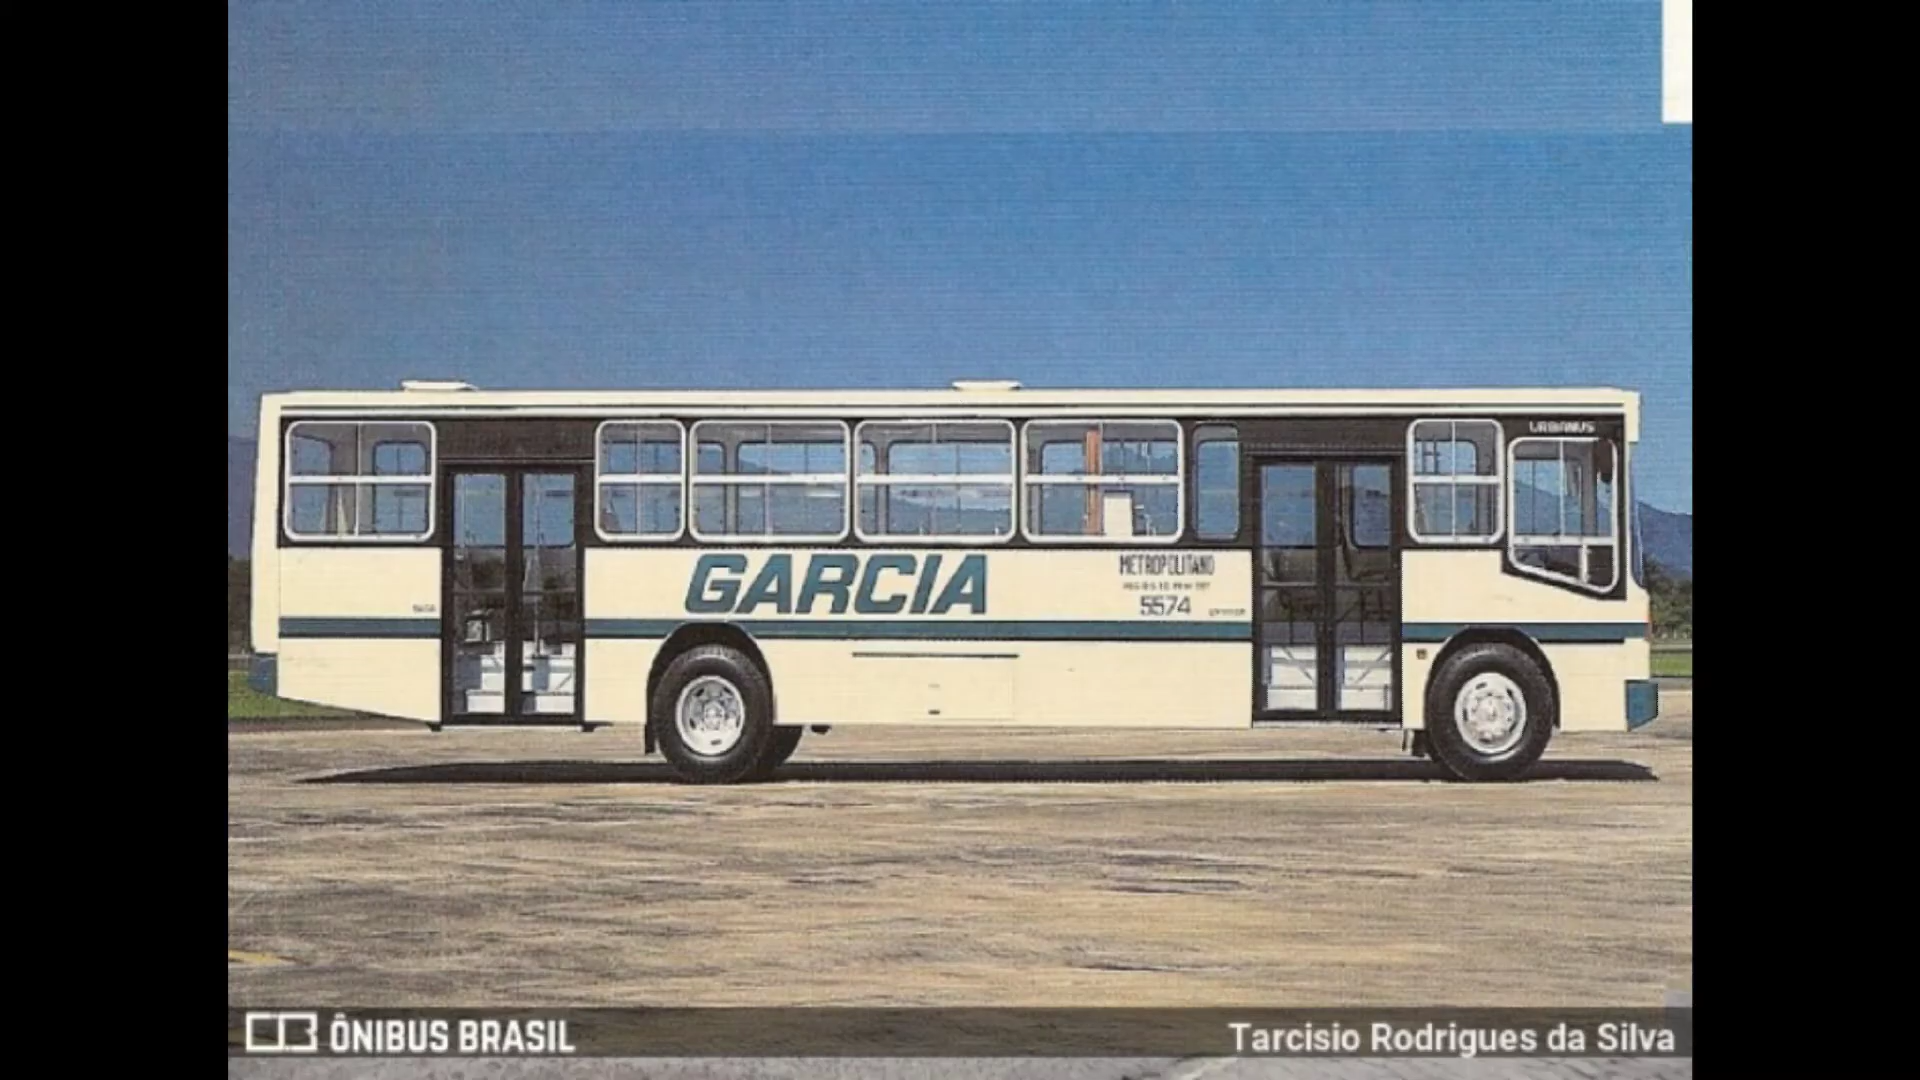 URBANUS
GARCIA
METROPOLITANO
5574
ÔNIBUS BRASIL
Tarcisio Rodrigues da Silva